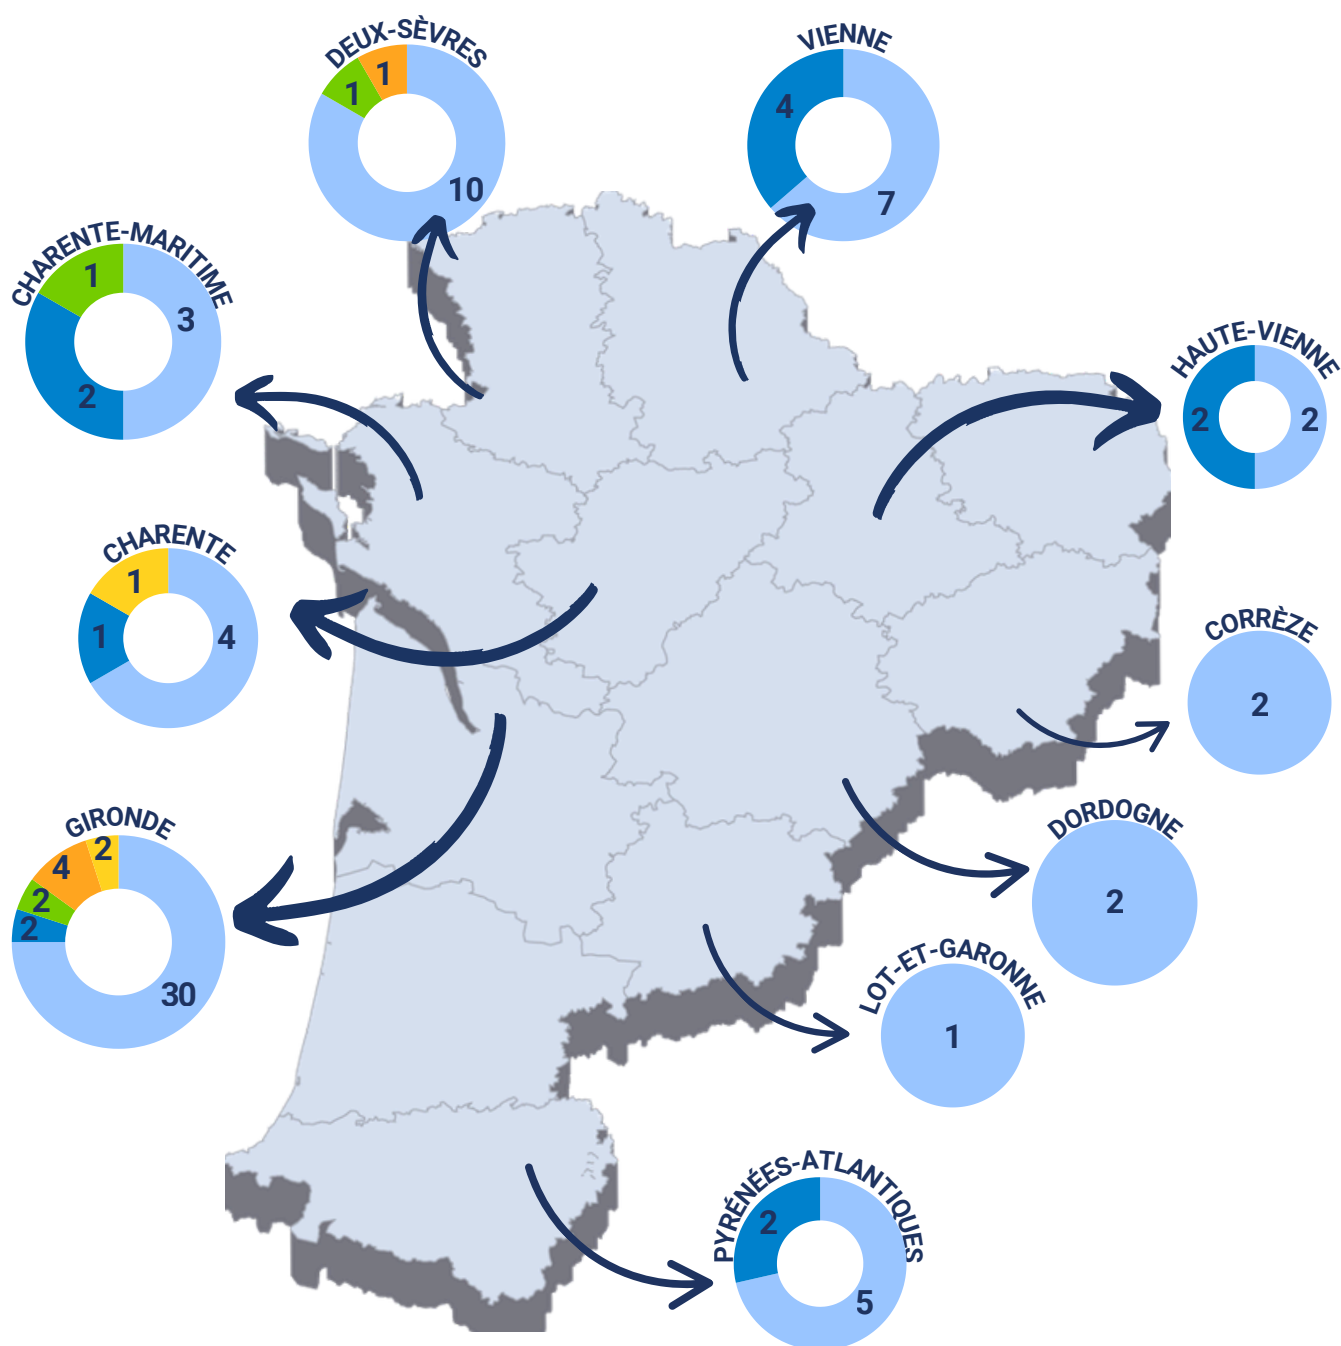 DEUX-SÈVRES
1
1
10
VIENNE
4
7
CHARENTE-MARITIME
1
3
2
HAUTE-VIENNE
2
2
CHARENTE
1
1
4
CORRÈZE
2
GIRONDE
2
4
2
2
30
DORDOGNE
2
LOT-ET-GARONNE
1
PYRÉNÉES-ATLANTIQUES
2
5